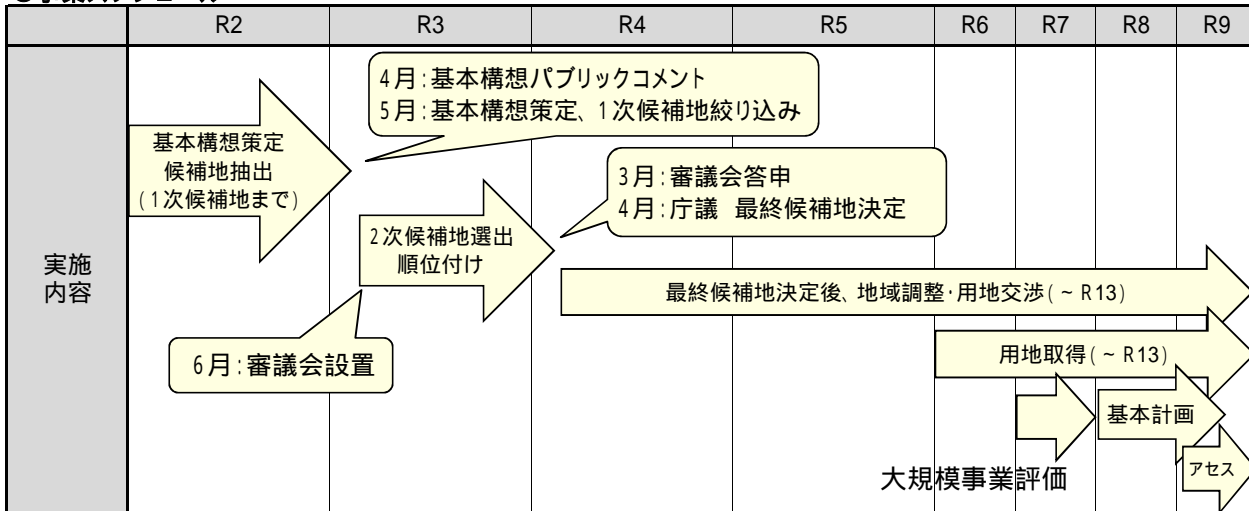 R2 R3 R4 R5 R6 R7 R8 R9
実施
内容
基本構想策定
候補地抽出
(1次候補地まで)
4月:基本構想パブリックコメント
5月:基本構想策定、1次候補地絞り込み
2次候補地選出
順位付け
6月:審議会設置
3月:審議会答申
4月:庁議 最終候補地決定
最終候補地決定後、地域調整・用地交渉(~R13)
用地取得(~R13)
大規模事業評価
基本計画
アセス